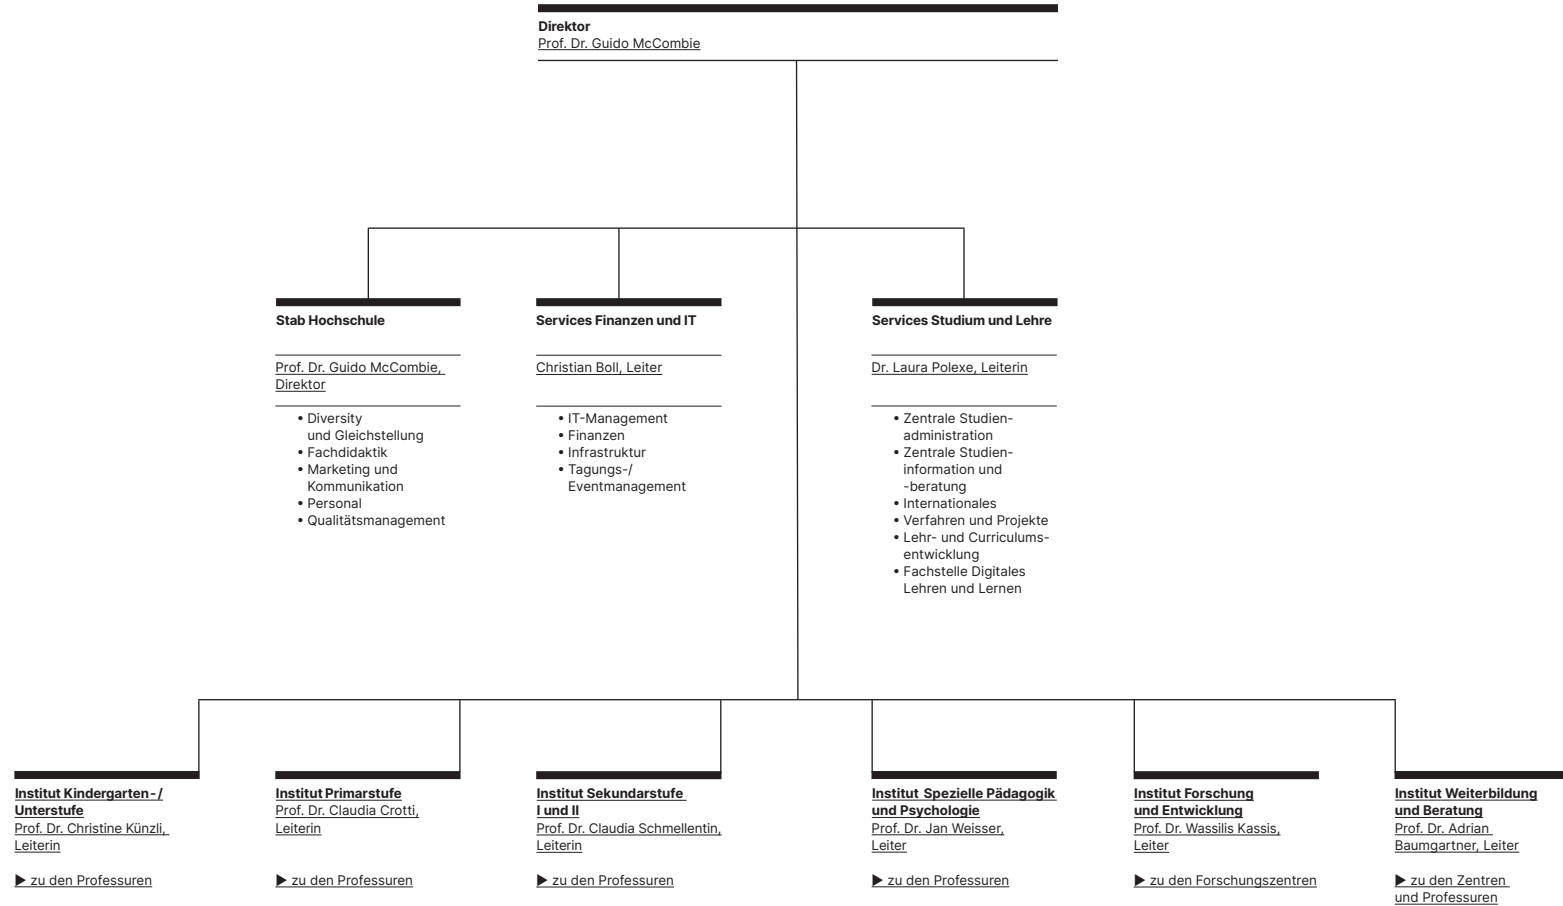 Direktor
Prof. Dr. Guido McCombie
Stab Hochschule
Prof. Dr. Guido McCombie,
Direktor
• Diversity
und Gleichstellung
• Fachdidaktik
• Marketing und
Kommunikation
• Personal
• Qualitätsmanagement
Services Finanzen und IT
Christian Boll, Leiter
• IT-Management
• Finanzen
• Infrastruktur
• Tagungs-/
Eventmanagement
Services Studium und Lehre
Dr. Laura Polexe, Leiterin
• Zentrale Studien-
administration
• Zentrale Studien-
information und
-beratung
• Internationales
• Verfahren und Projekte
• Lehr- und Curriculums-
entwicklung
• Fachstelle Digitales
Lehren und Lernen
Institut Kindergarten-/
Unterstufe
Prof. Dr. Christine Künzli,
Leiterin
▶ zu den Professuren
Institut Primarstufe
Prof. Dr. Claudia Crotti,
Leiterin
▶ zu den Professuren
Institut Sekundarstufe
I und II
Prof. Dr. Claudia Schmellentin,
Leiterin
▶ zu den Professuren
Institut Spezielle Pädagogik
und Psychologie
Prof. Dr. Jan Weisser,
Leiter
▶ zu den Professuren
Institut Forschung
und Entwicklung
Prof. Dr. Wassilis Kassis,
Leiter
▶ zu den Forschungszentren
Institut Weiterbildung
und Beratung
Prof. Dr. Adrian
Baumgartner, Leiter
▶ zu den Zentren
und Professuren